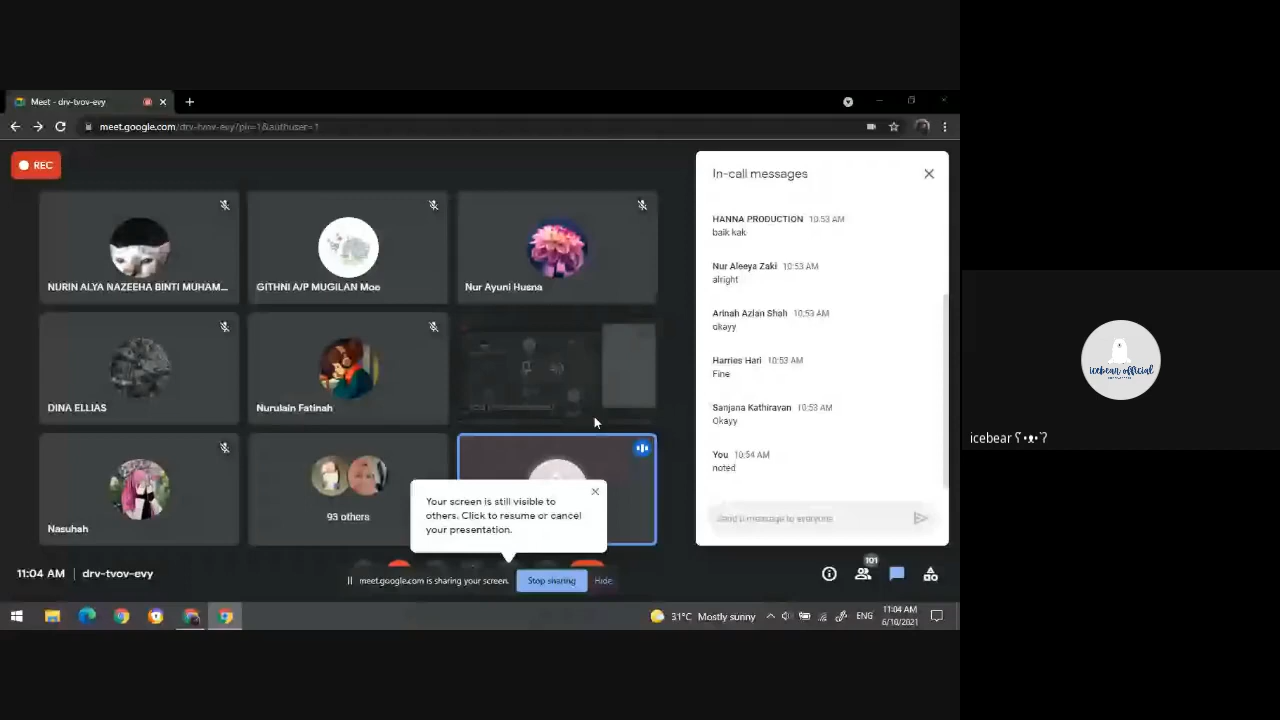 Meet - drv-tvov-evy
meet.google.com/drv-tvov-evy?pli=1&authuser=1
REC
In-call messages
HANNA PRODUCTION 10:53 AM
baik kak
Nur Aleeya Zaki 10:53 AM
alright
Arinah Azlan Shah 10:53 AM
okayy
Harries Hari 10:53 AM
Fine
Sanjana Kathiravan 10:53 AM
Okayy
You 10:54 AM
noted
Send a message to everyone
NURIN ALYA NAZEEHA BINTI MUHAM...
GITHNI A/P MUGILAN Moe
Nur Ayuni Husna
DINA ELLIAS
Nurulain Fatinah
Nasuhah
93 others
Your screen is still visible to
others. Click to resume or cancel
your presentation.
11:04 AM | drv-tvov-evy
meet.google.com is sharing your screen.
Stop sharing
Hide
101
31°C Mostly sunny
ENG
11:04 AM
6/10/2021
icebear official
icebear ʕ·ᴥ·ʔ